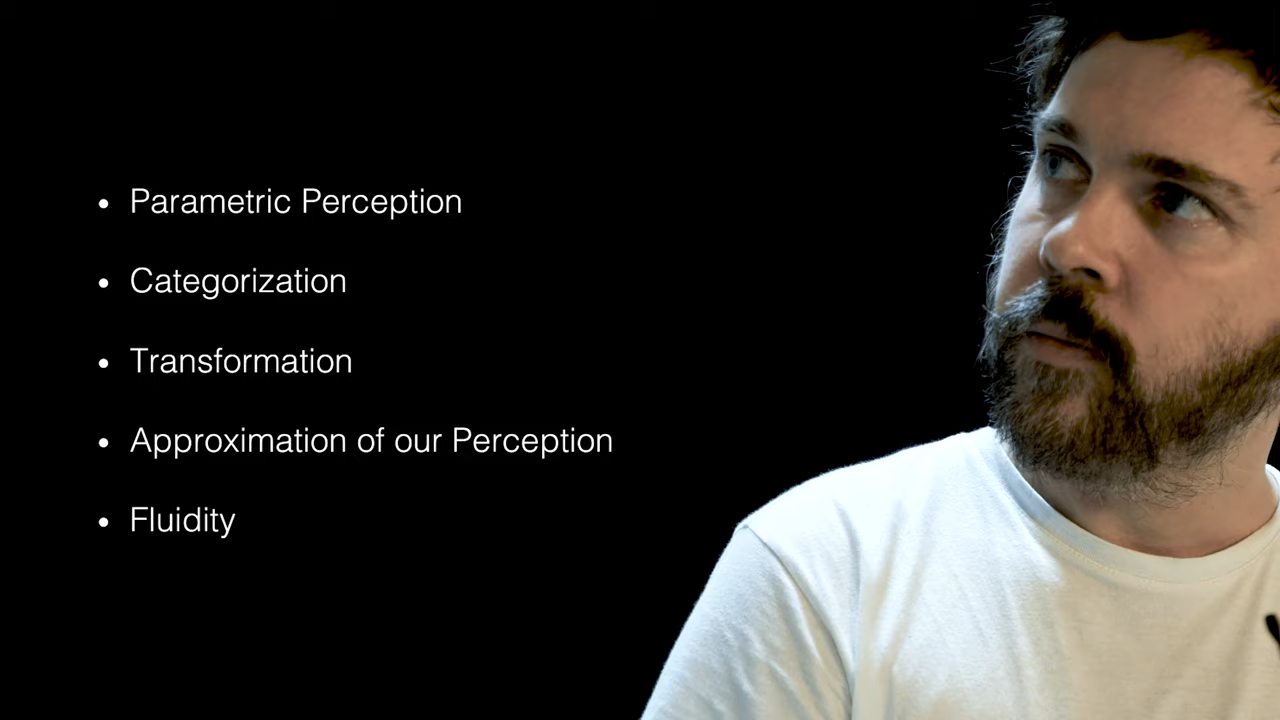 • Parametric Perception
• Categorization
• Transformation
• Approximation of our Perception
• Fluidity